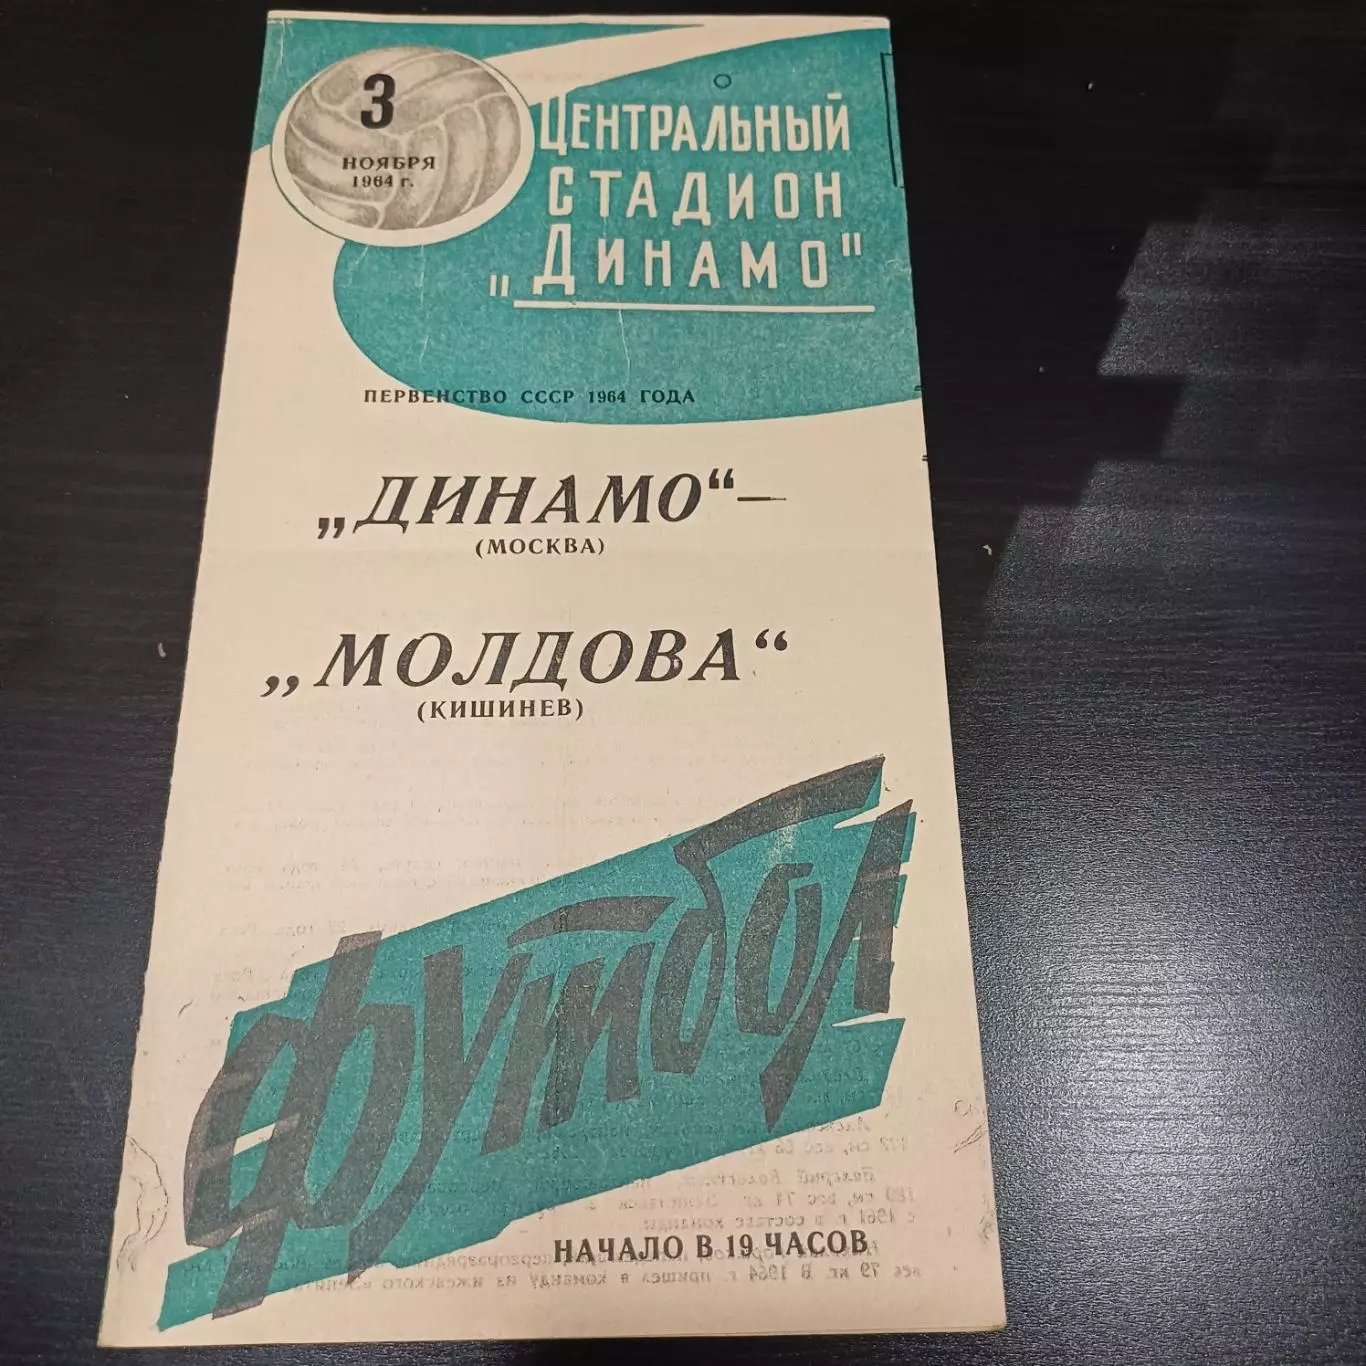 3
НОЯБРЯ
1964 г.
ЦЕНТРАЛЬНЫЙ
СТАДИОН
„ДИНАМО"
ПЕРВЕНСТВО СССР 1964 ГОДА
„ДИНАМО“—
(МОСКВА)
„МОЛДОВА“
(КИШИНЕВ)
футбол
НАЧАЛО В 19 ЧАСОВ